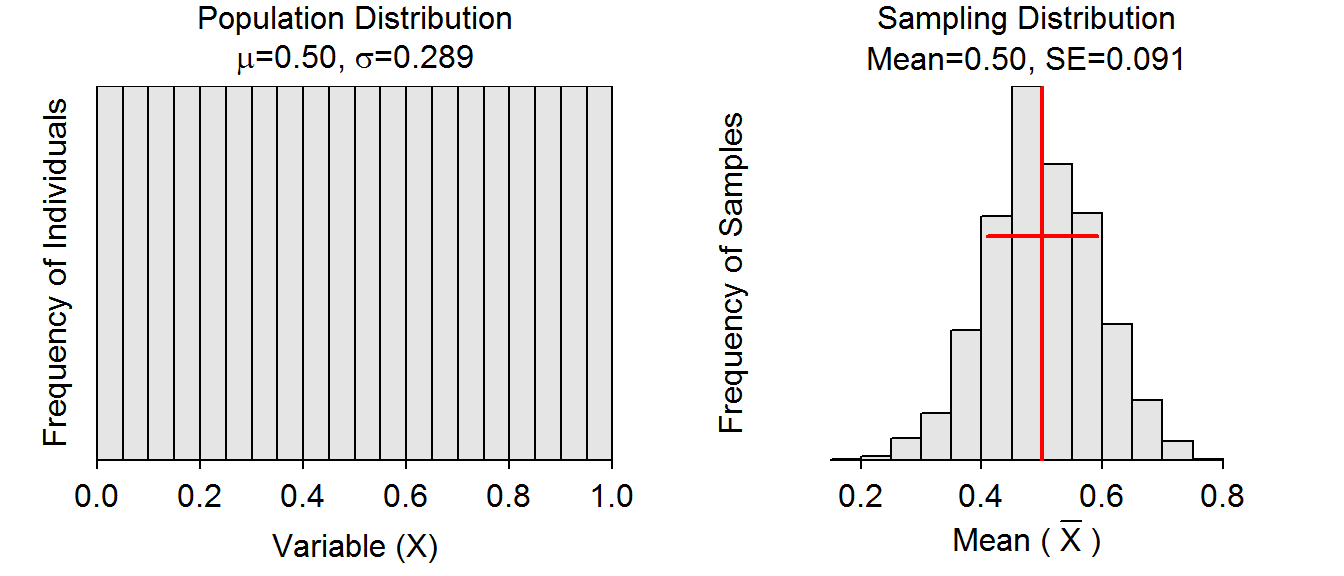 Population Distribution
μ=0.50, σ=0.289
Frequency of Individuals
0.0 0.2 0.4 0.6 0.8 1.0
Variable (X)
Sampling Distribution
Mean=0.50, SE=0.091
Frequency of Samples
0.2 0.4 0.6 0.8
Mean ( X̅ )